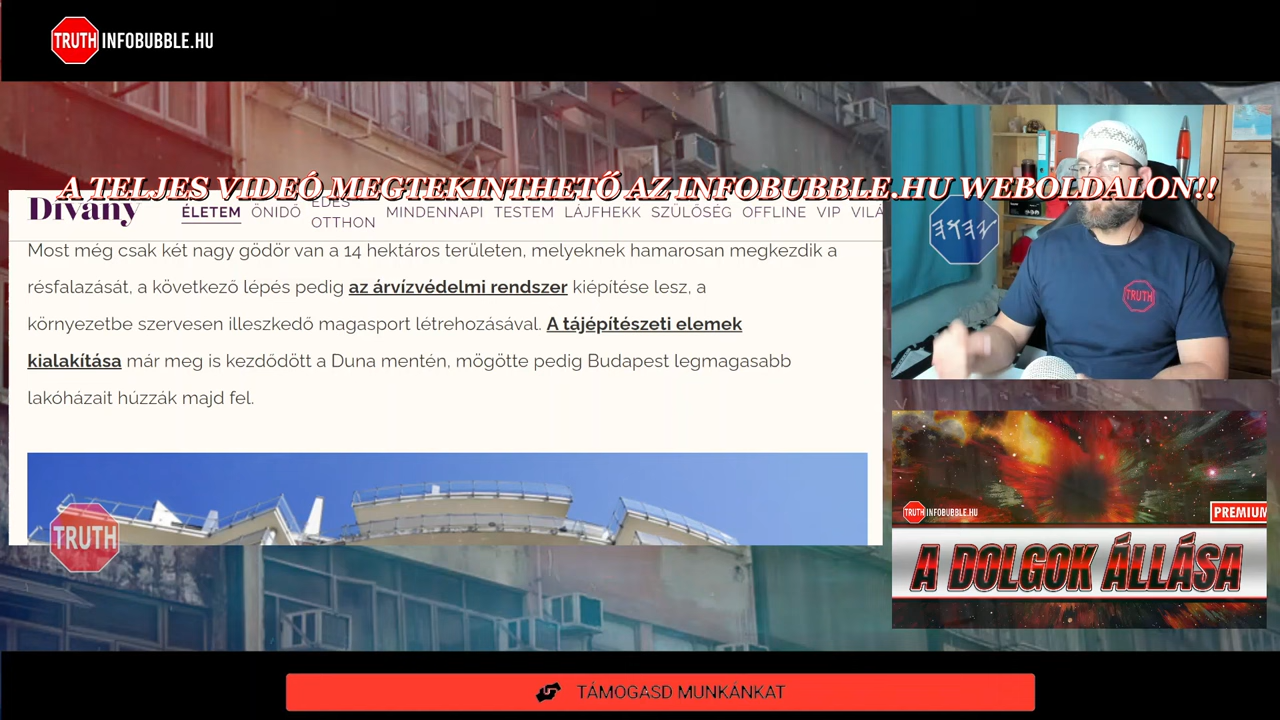 TRUTH INFOBUBBLE.HU
A TELJES VIDEÓ MEGTEKINTHETŐ AZ INFOBUBBLE.HU WEBOLDALON!!
Dívány ÉLETEM ÖNIDŐ ÉDES OTTHON MINDENNAPI TESTEM LÁJFHEKK SZÜLŐSÉG OFFLINE VIP VILÁ
Most még csak két nagy gödör van a 14 hektáros területen, melyeknek hamarosan megkezdik a
résfalazását, a következő lépés pedig az árvízvédelmi rendszer kiépítése lesz, a
környezetbe szervesen illeszkedő magasport létrehozásával. A tájépítészeti elemek
kialakítása már meg is kezdődött a Duna mentén, mögötte pedig Budapest legmagasabb
lakóházait húzzák majd fel.
TRUTH
TRUTH
TRUTH INFOBUBBLE.HU
PREMIUM
A DOLGOK ÁLLÁSA
TÁMOGASD MUNKÁNKAT